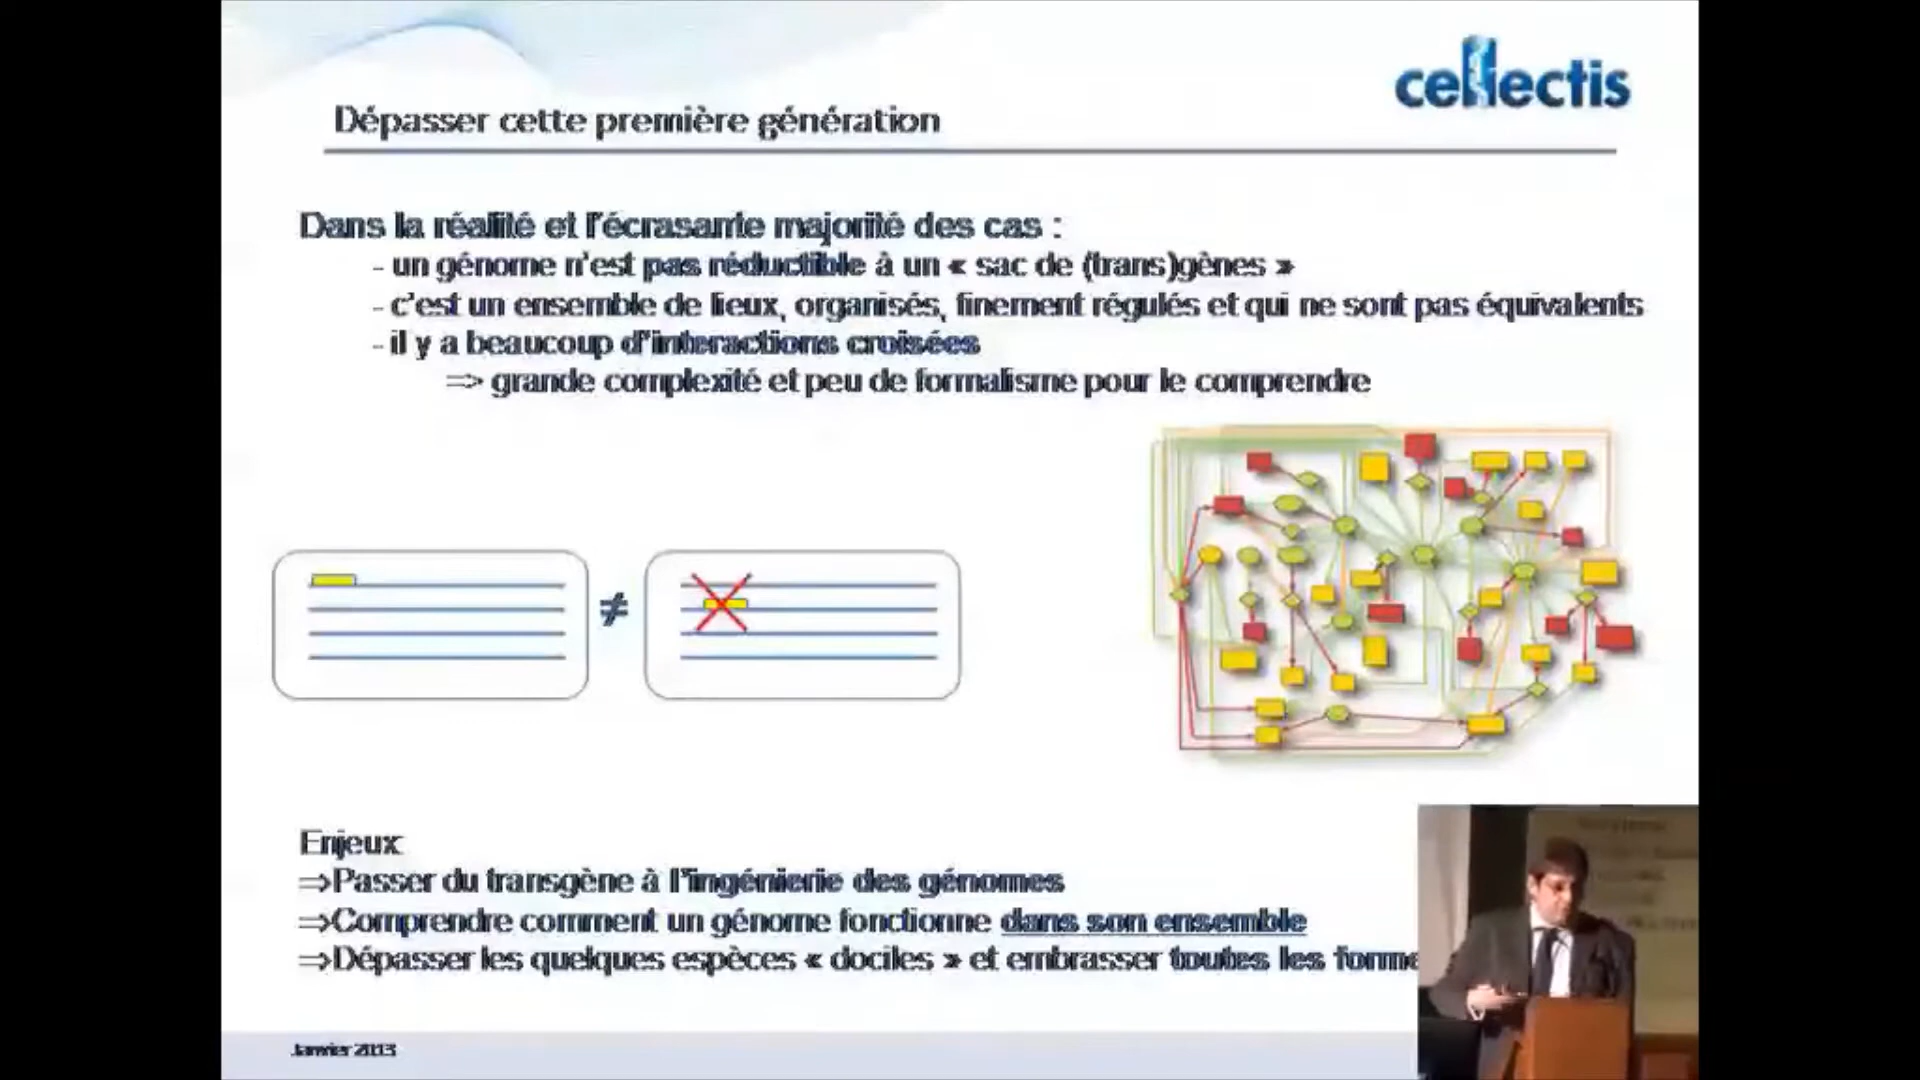 cellectis
Dépasser cette première génération
Dans la réalité et l'écrasante majorité des cas :
- un génome n'est pas réductible à un « sac de (trans)gènes »
- c'est un ensemble de lieux, organisés, finement régulés et qui ne sont pas équivalents
- il y a beaucoup d'interactions croisées
=> grande complexité et peu de formalisme pour le comprendre
≠
Enjeux
⇒Passer du transgène à l'ingénierie des génomes
⇒Comprendre comment un génome fonctionne dans son ensemble
⇒Dépasser les quelques espèces « dociles » et embrasser toutes les forme
Janvier 2013